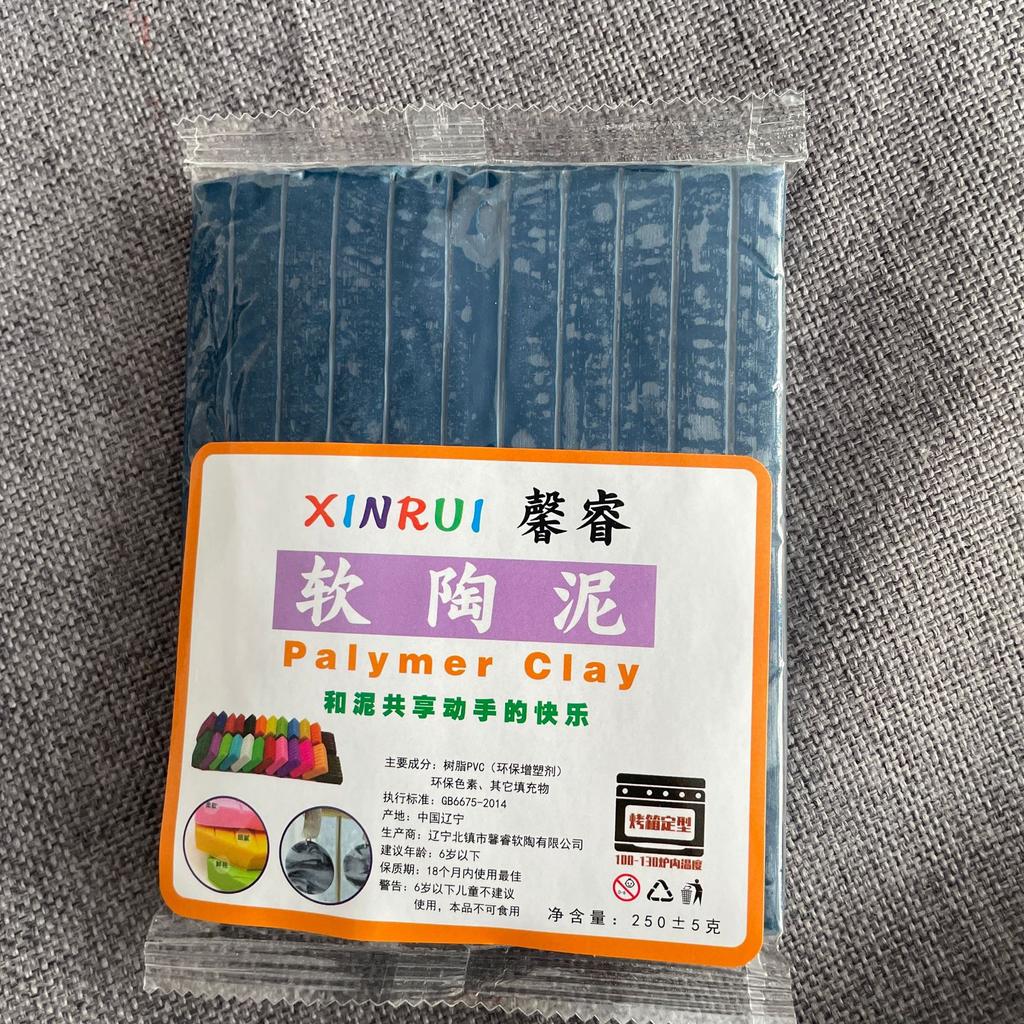 XINRUI 馨睿
软陶泥
Palymer Clay
和泥共享动手的快乐
主要成分：树脂PVC（环保增塑剂）
环保色素、其它填充物
执行标准：GB6675-2014
产地：中国辽宁
生产商：辽宁北镇市馨睿软陶有限公司
建议年龄：6岁以下
保质期：18个月内使用最佳
警告：6岁以下儿童不建议
使用，本品不可食用
烤箱定型
100-130炉内温度
净含量：250±5克